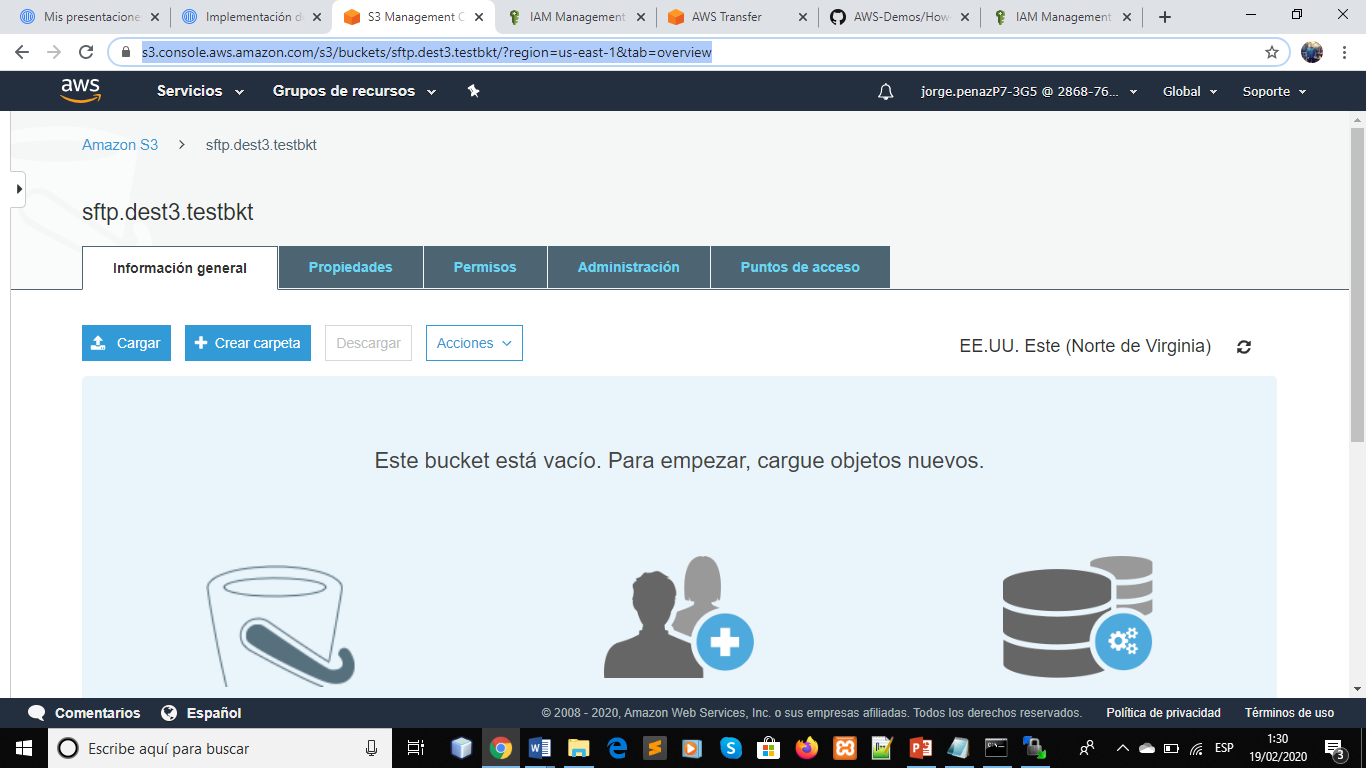 Mis presentacione
Implementación d
S3 Management C
IAM Management
AWS Transfer
AWS-Demos/How
IAM Management
s3.console.aws.amazon.com/s3/buckets/sftp.dest3.testbkt/?region=us-east-1&tab=overview
aws
Servicios
Grupos de recursos
jorge.penazP7-3G5 @ 2868-76...
Global
Soporte
Amazon S3 > sftp.dest3.testbkt
sftp.dest3.testbkt
Información general
Propiedades
Permisos
Administración
Puntos de acceso
Cargar
Crear carpeta
Descargar
Acciones
EE.UU. Este (Norte de Virginia)
Este bucket está vacío. Para empezar, cargue objetos nuevos.
Comentarios
Español
© 2008 - 2020, Amazon Web Services, Inc. o sus empresas afiliadas. Todos los derechos reservados.
Política de privacidad
Términos de uso
Escribe aquí para buscar
ESP
1:30
19/02/2020
3